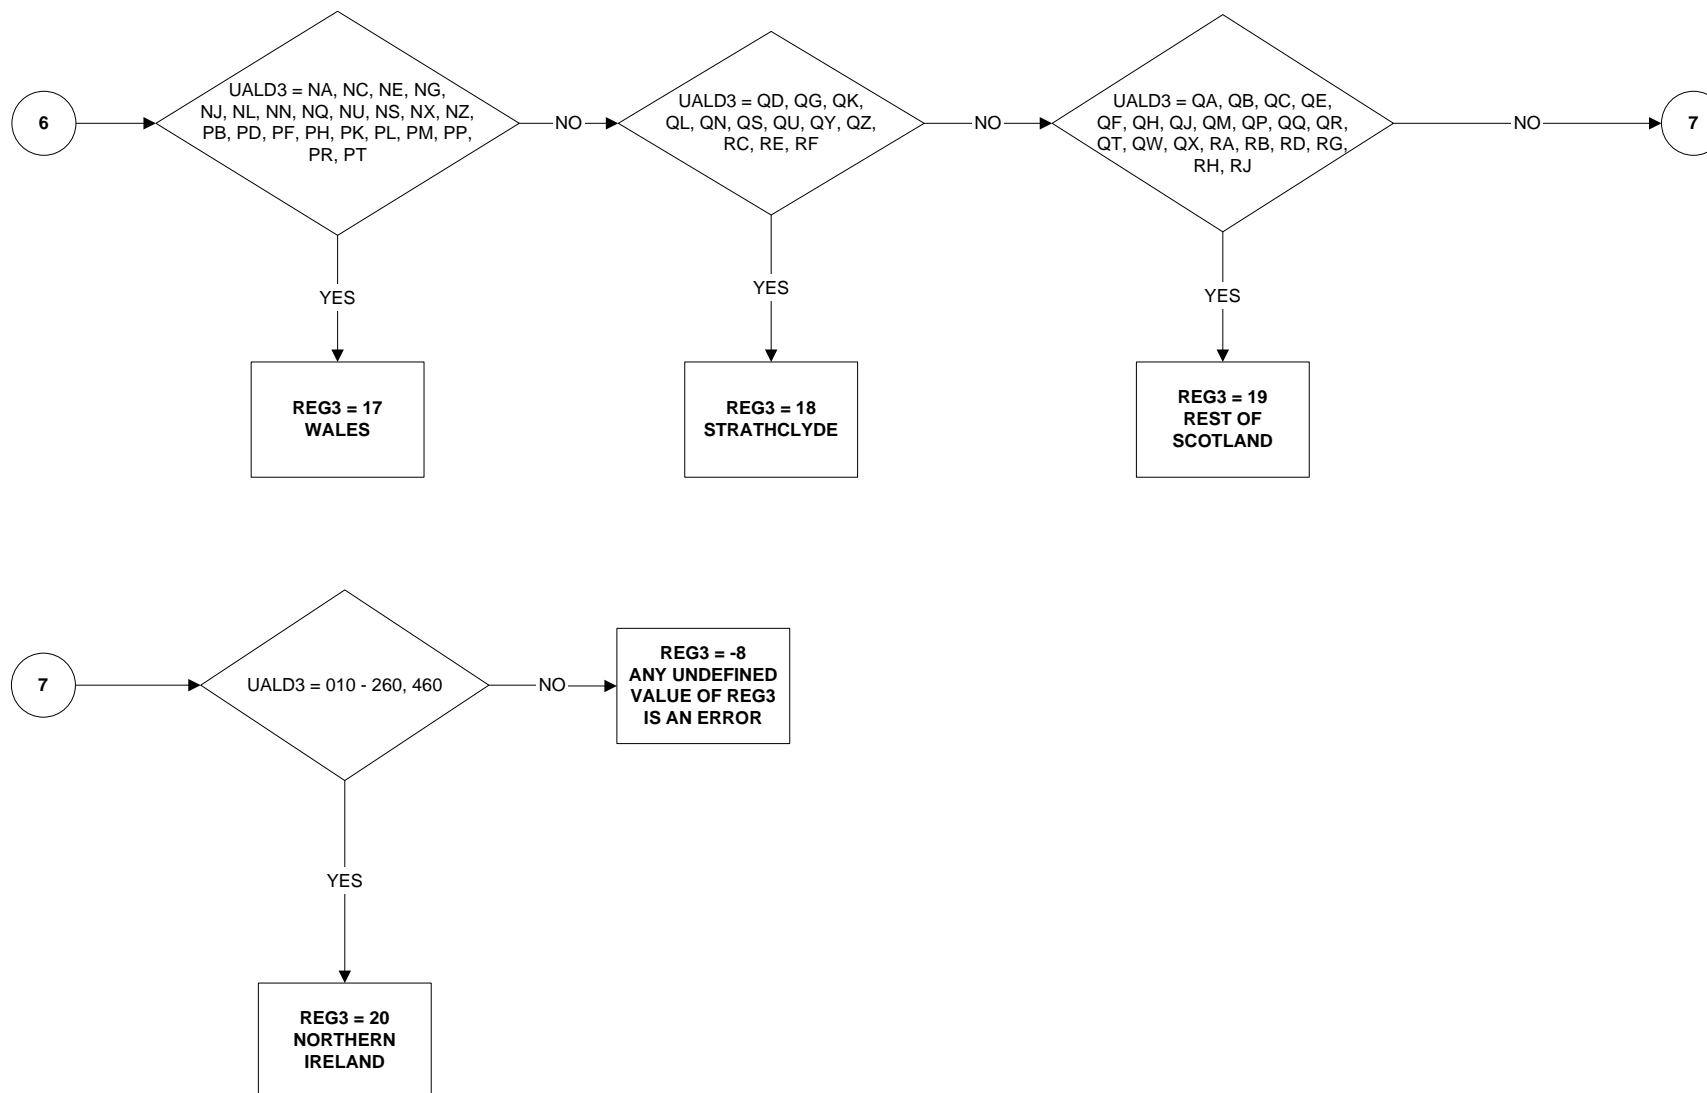 6
UALD3 = NA, NC, NE, NG,
NJ, NL, NN, NQ, NU, NS, NX, NZ,
PB, PD, PF, PH, PK, PL, PM, PP,
PR, PT
NO
UALD3 = QD, QG, QK,
QL, QN, QS, QU, QY, QZ,
RC, RE, RF
NO
UALD3 = QA, QB, QC, QE,
QF, QH, QJ, QM, QP, QQ, QR,
QT, QW, QX, RA, RB, RD, RG,
RH, RJ
NO
7
YES
YES
YES
REG3 = 17
WALES
REG3 = 18
STRATHCLYDE
REG3 = 19
REST OF
SCOTLAND
7
UALD3 = 010 - 260, 460
NO
REG3 = -8
ANY UNDEFINED
VALUE OF REG3
IS AN ERROR
YES
REG3 = 20
NORTHERN
IRELAND